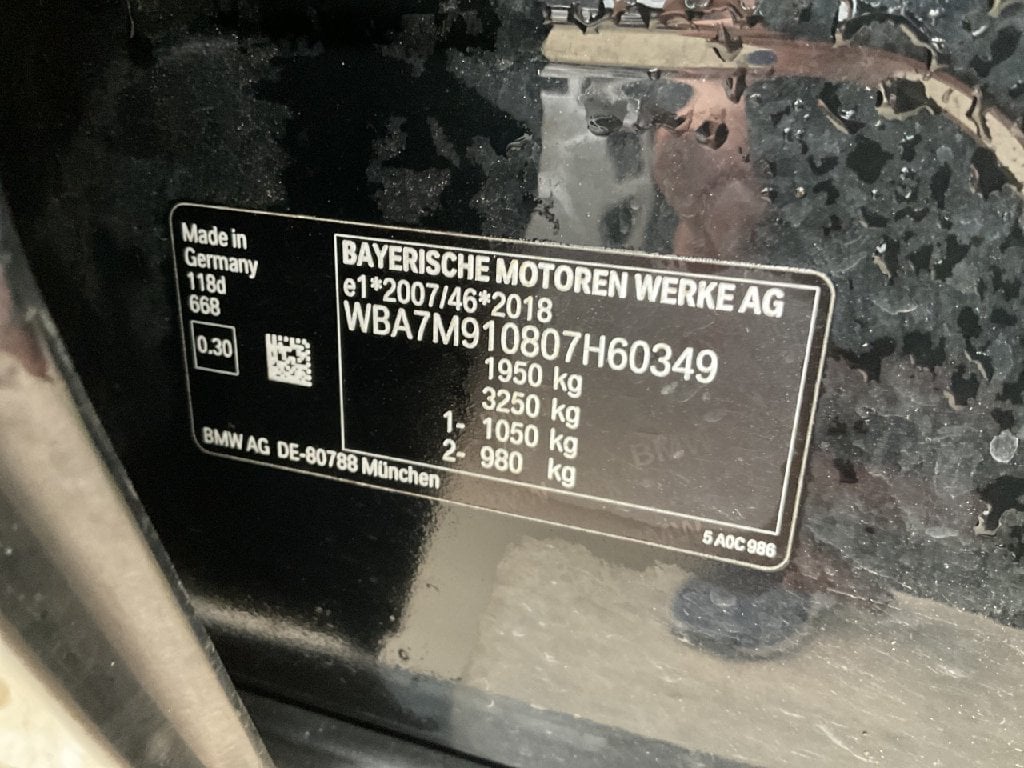 Made in
Germany
118d
668
0.30
BAYERISCHE MOTOREN WERKE AG
e1*2007/46*2018
WBA7M910807H60349
1950 kg
3250 kg
1- 1050 kg
2- 980 kg
BMW AG DE-80788 München
5 A0C 986